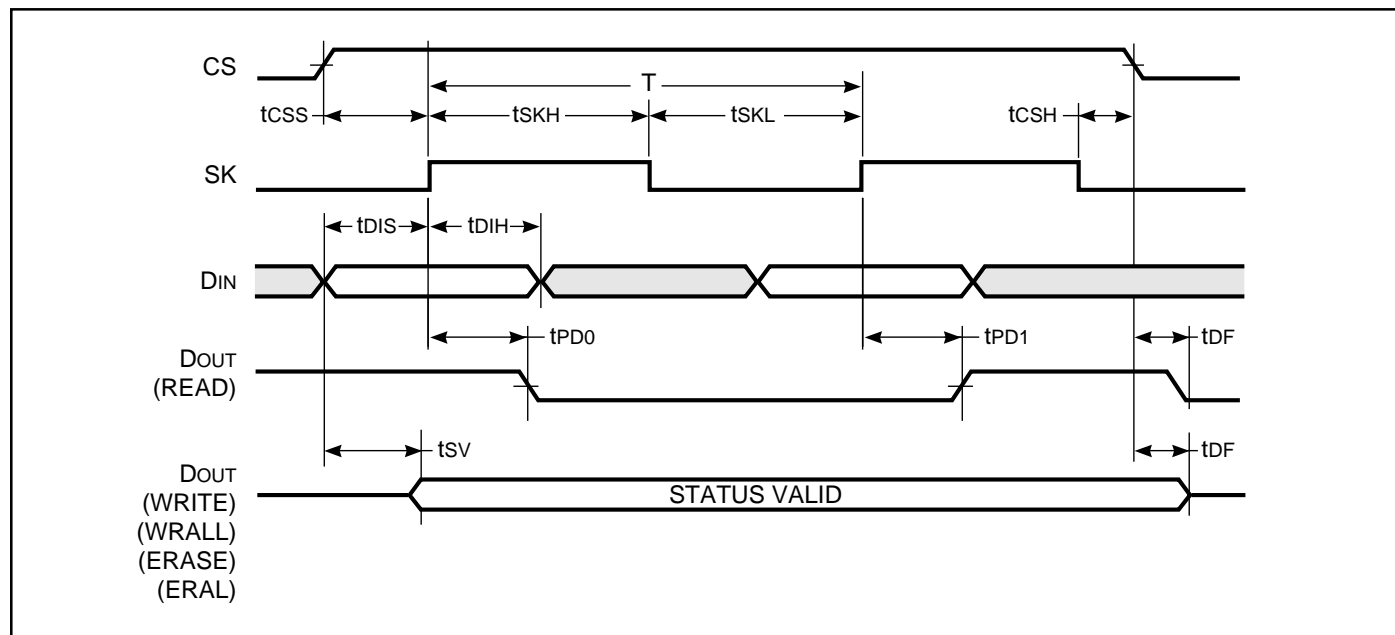 CS
T
tCSS
tSKH
tSKL
tCSH
SK
tDIS
tDIH
DIN
tPD0
tPD1
tDF
DOUT
(READ)
tSV
tDF
DOUT
(WRITE)
(WRALL)
(ERASE)
(ERAL)
STATUS VALID